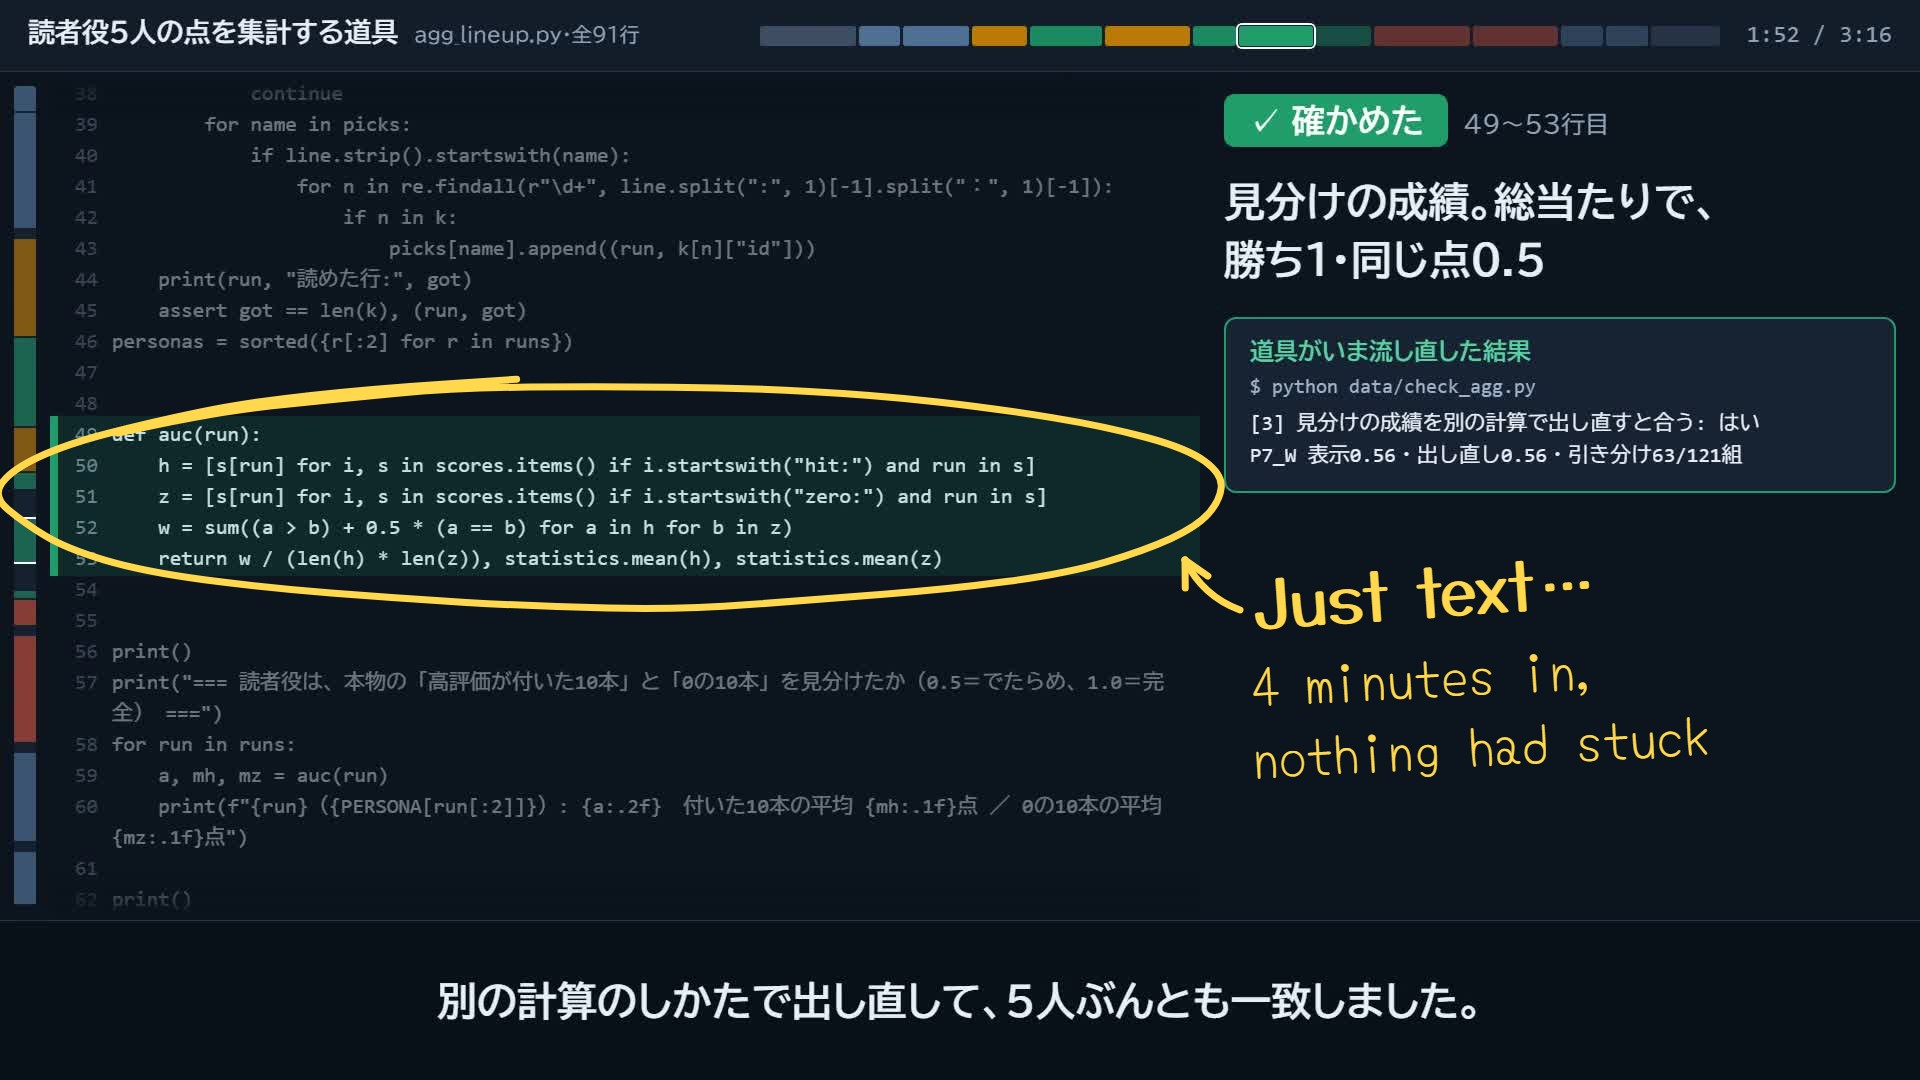 読者役5人の点を集計する道具 agg_lineup.py・全91行
1:52 / 3:16
38             continue
39         for name in picks:
40             if line.strip().startswith(name):
41                 for n in re.findall(r"\d+", line.split(":", 1)[-1].split("：", 1)[-1]):
42                     if n in k:
43                         picks[name].append((run, k[n]["id"]))
44     print(run, "読めた行:", got)
45     assert got == len(k), (run, got)
46 personas = sorted({r[:2] for r in runs})
47
48
49 def auc(run):
50     h = [s[run] for i, s in scores.items() if i.startswith("hit:") and run in s]
51     z = [s[run] for i, s in scores.items() if i.startswith("zero:") and run in s]
52     w = sum((a > b) + 0.5 * (a == b) for a in h for b in z)
53     return w / (len(h) * len(z)), statistics.mean(h), statistics.mean(z)
54
55
56 print()
57 print("=== 読者役は、本物の「高評価が付いた10本」と「0の10本」を見分けたか（0.5＝でたらめ、1.0＝完
全） ===")
58 for run in runs:
59     a, mh, mz = auc(run)
60     print(f"{run}（{PERSONA[run[:2]]}）: {a:.2f}　付いた10本の平均 {mh:.1f}点 ／ 0の10本の平均
{mz:.1f}点")
61
62 print()
✓ 確かめた 49〜53行目
見分けの成績。総当たりで、
勝ち1・同じ点0.5
道具がいま流し直した結果
$ python data/check_agg.py
[3] 見分けの成績を別の計算で出し直すと合う: はい
P7_W 表示0.56・出し直し0.56・引き分け63/121組
Just text…
4 minutes in,
nothing had stuck
別の計算のしかたで出し直して、5人ぶんとも一致しました。